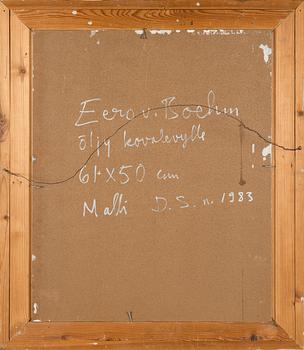 Eero v. Boehm
öljy kovalevylle
61 x 50 cm
Malli D. S. n. 1983